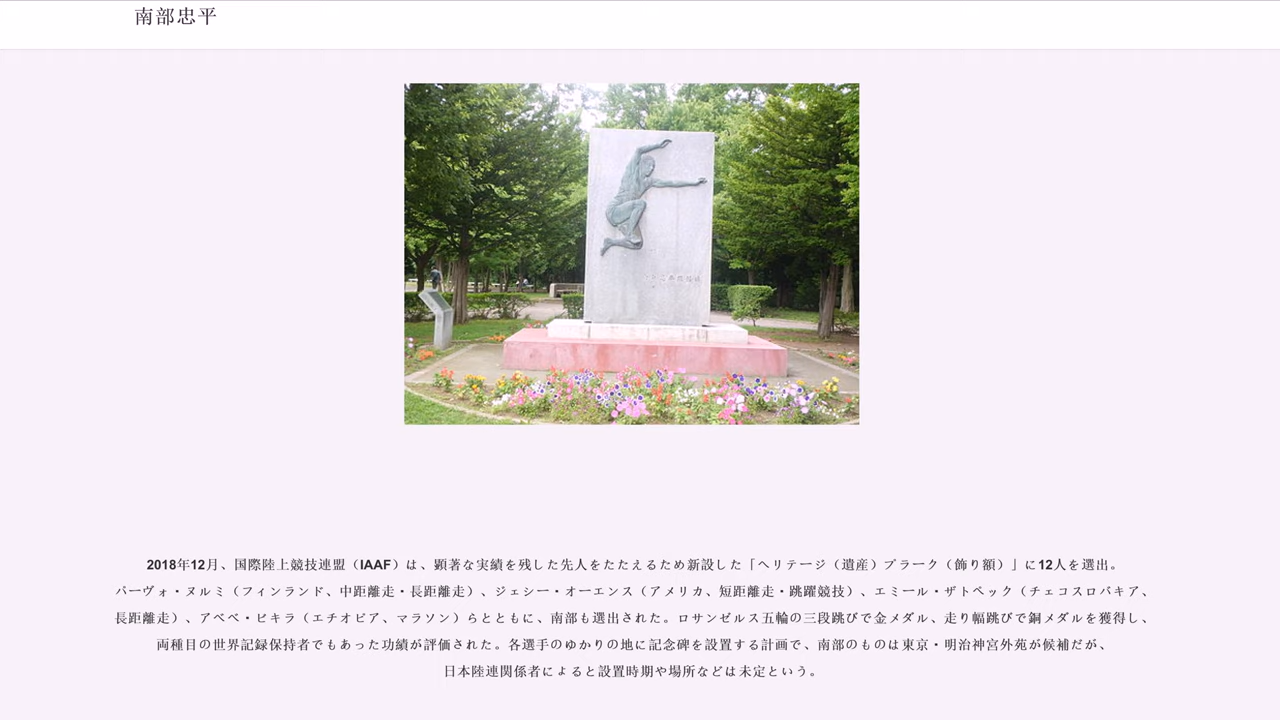 南部忠平
2018年12月、国際陸上競技連盟（IAAF）は、顕著な実績を残した先人をたたえるため新設した「ヘリテージ（遺産）プラーク（飾り額）」に12人を選出。
パーヴォ・ヌルミ（フィンランド、中距離走・長距離走）、ジェシー・オーエンス（アメリカ、短距離走・跳躍競技）、エミール・ザトペック（チェコスロバキア、
長距離走）、アベベ・ビキラ（エチオピア、マラソン）らとともに、南部も選出された。ロサンゼルス五輪の三段跳びで金メダル、走り幅跳びで銅メダルを獲得し、
両種目の世界記録保持者でもあった功績が評価された。各選手のゆかりの地に記念碑を設置する計画で、南部のものは東京・明治神宮外苑が候補だが、
日本陸連関係者によると設置時期や場所などは未定という。